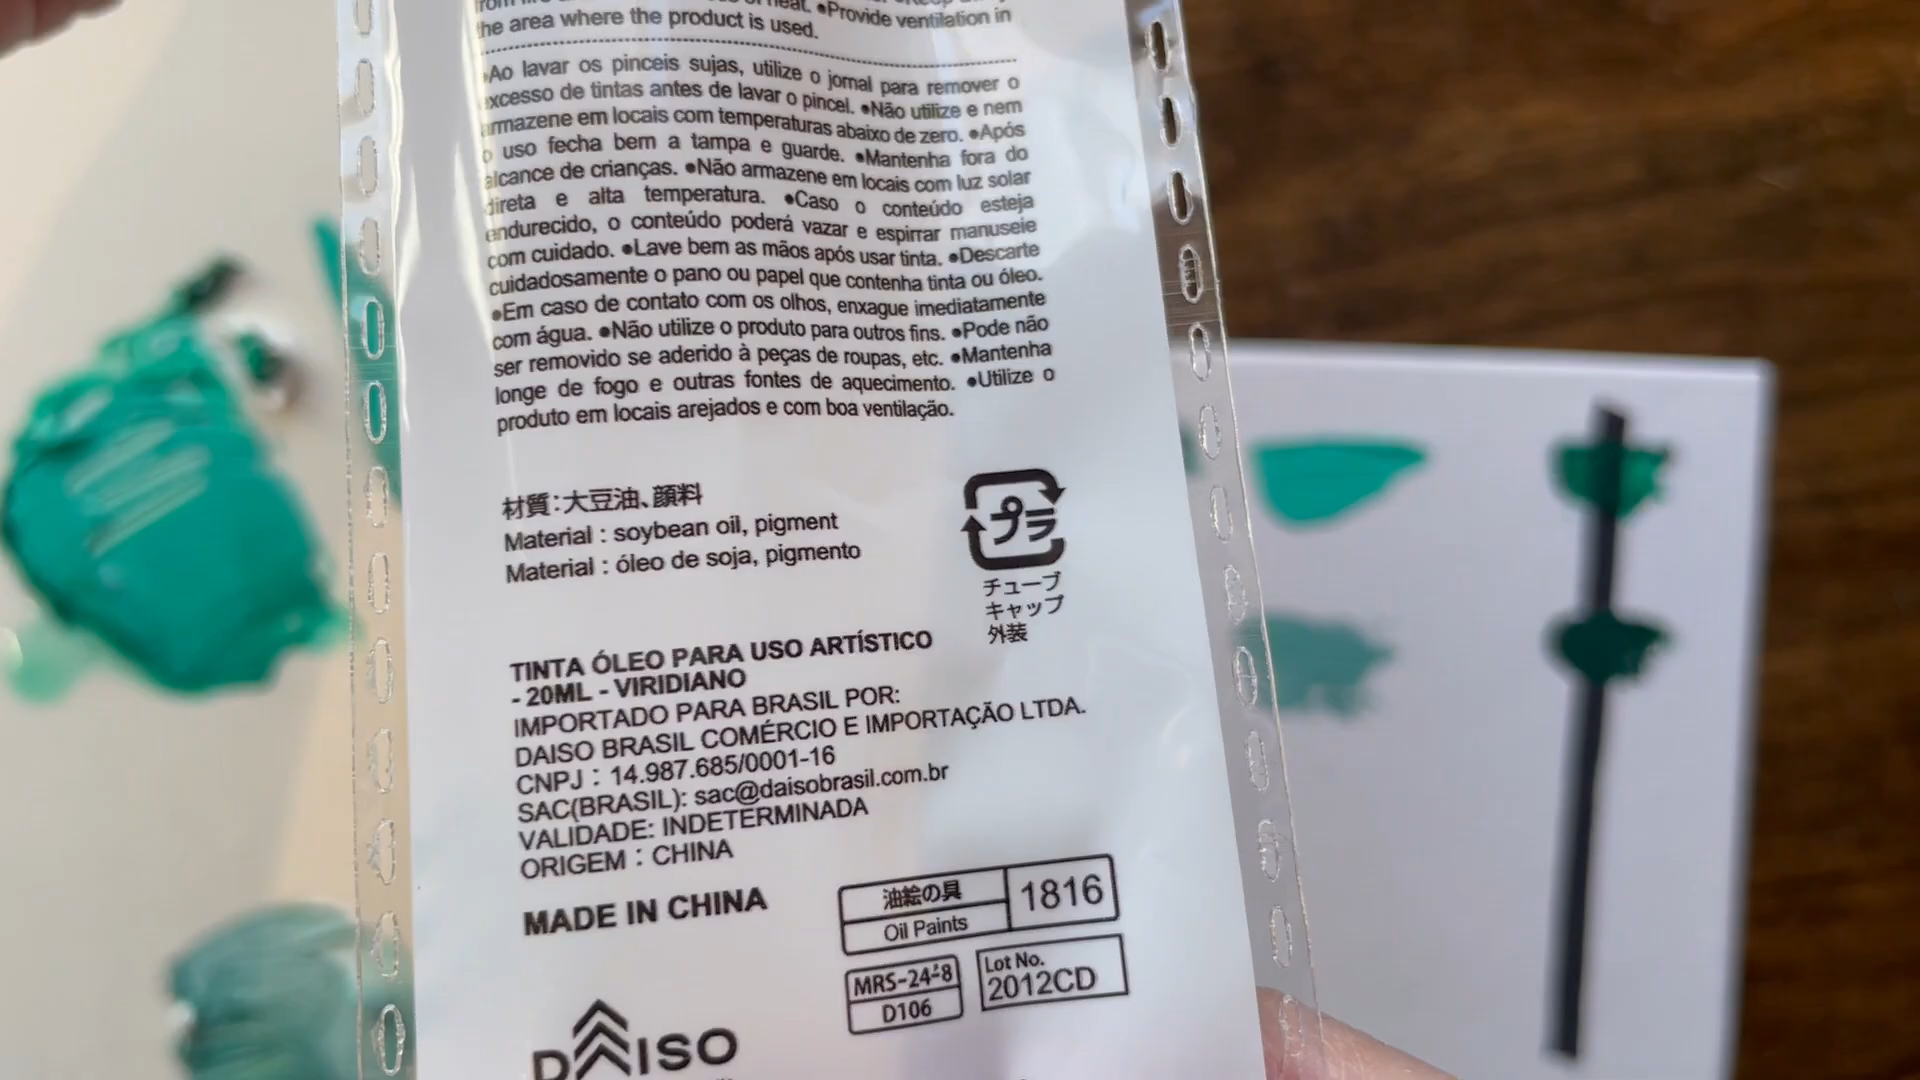 the area where the product is used.
●Provide ventilation in
●Ao lavar os pinceis sujas, utilize o jornal para remover o
excesso de tintas antes de lavar o pincel. ●Não utilize e nem
armazene em locais com temperaturas abaixo de zero. ●Após
o uso fecha bem a tampa e guarde. ●Mantenha fora do
alcance de crianças. ●Não armazene em locais com luz solar
direta e alta temperatura. ●Caso o conteúdo esteja
endurecido, o conteúdo poderá vazar e espirrar manuseie
com cuidado. ●Lave bem as mãos após usar tinta. ●Descarte
cuidadosamente o pano ou papel que contenha tinta ou óleo.
●Em caso de contato com os olhos, enxague imediatamente
com água. ●Não utilize o produto para outros fins. ●Pode não
ser removido se aderido à peças de roupas, etc. ●Mantenha
longe de fogo e outras fontes de aquecimento. ●Utilize o
produto em locais arejados e com boa ventilação.
材質:大豆油、顔料
Material : soybean oil, pigment
Material : óleo de soja, pigmento
プラ
チューブ
キャップ
外装
TINTA ÓLEO PARA USO ARTÍSTICO
- 20ML - VIRIDIANO
IMPORTADO PARA BRASIL POR:
DAISO BRASIL COMÉRCIO E IMPORTAÇÃO LTDA.
CNPJ : 14.987.685/0001-16
SAC(BRASIL): sac@daisobrasil.com.br
VALIDADE: INDETERMINADA
ORIGEM : CHINA
MADE IN CHINA
油絵の具
Oil Paints
1816
MRS-24-8
D106
Lot No.
2012CD
DAISO